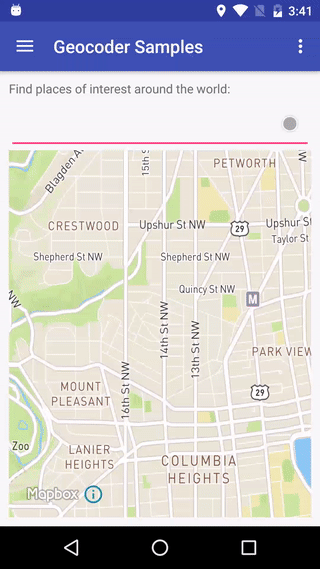 3:41
Geocoder Samples
Find places of interest around the world:
Blagden A
15th S
PETWORTH
CRESTWOOD
Upshur St NW
29
Upshur St
Taylor St
Shepherd St NW
Shepherd St NW
Quincy St NW
NW
M
14th St NW
13th St NW
PARK VIEW
16th St NW
MOUNT
PLEASANT
29
Zoo
LANIER
HEIGHTS
COLUMBIA
HEIGHTS
Mapbox